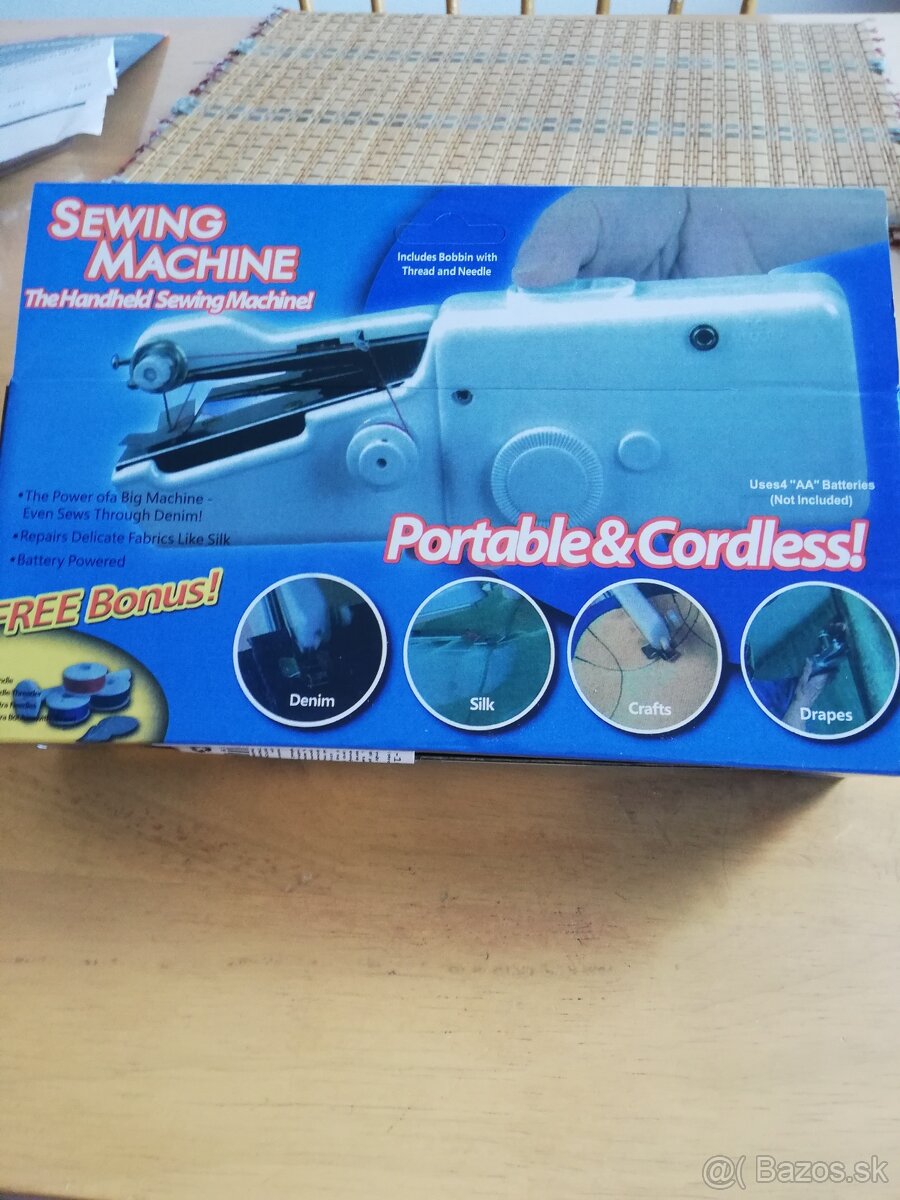 SEWING
MACHINE
The Handheld Sewing Machine!
Includes Bobbin with
Thread and Needle
•The Power ofa Big Machine -
Even Sews Through Denim!
•Repairs Delicate Fabrics Like Silk
•Battery Powered
Uses4 "AA" Batteries
(Not Included)
Portable&Cordless!
FREE Bonus!
Denim
Silk
Crafts
Drapes
@( Bazos.sk